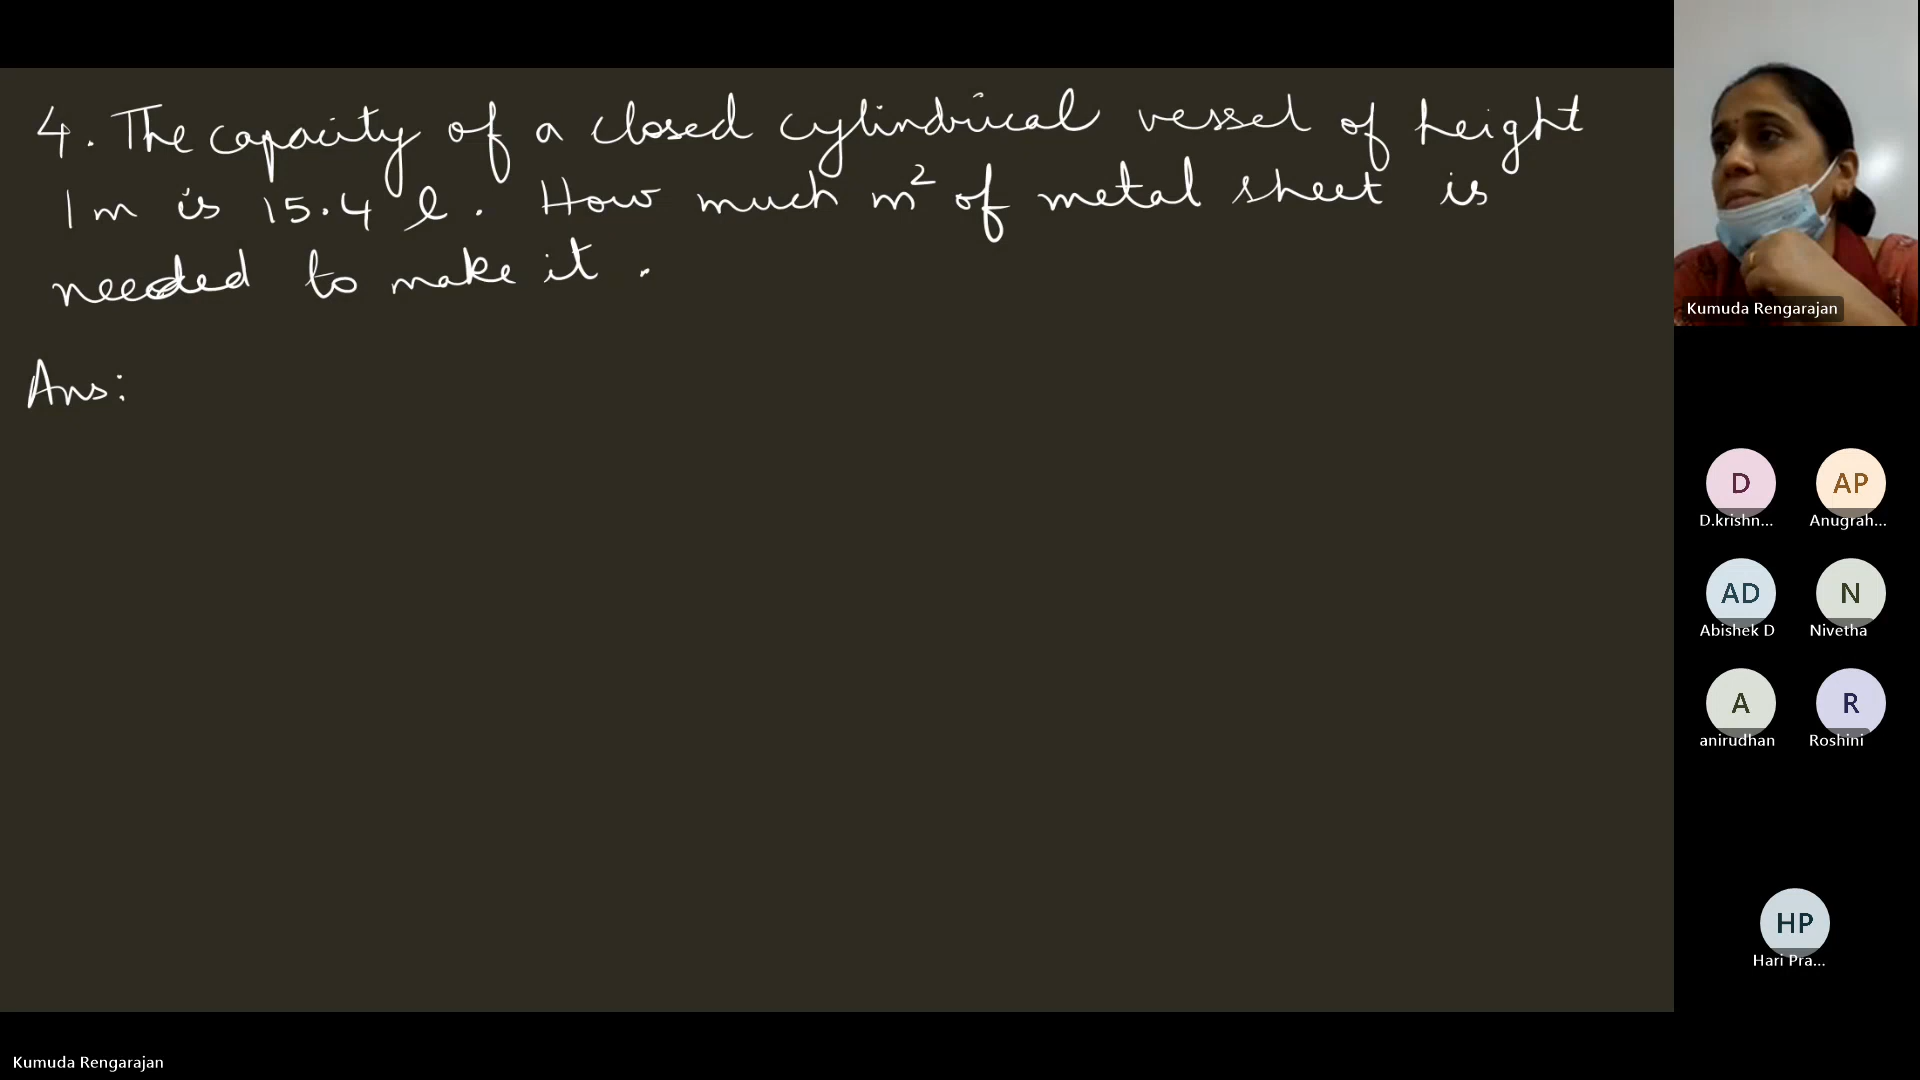 4. The capacity of a closed cylindrical vessel of height
1m is 15.4 l. How much m² of metal sheet is
needed to make it.
Ans:
Kumuda Rengarajan
D
AP
D.krishn...
Anugrah...
AD
N
Abishek D
Nivetha
A
R
anirudhan
Roshini
HP
Hari Pra...
Kumuda Rengarajan